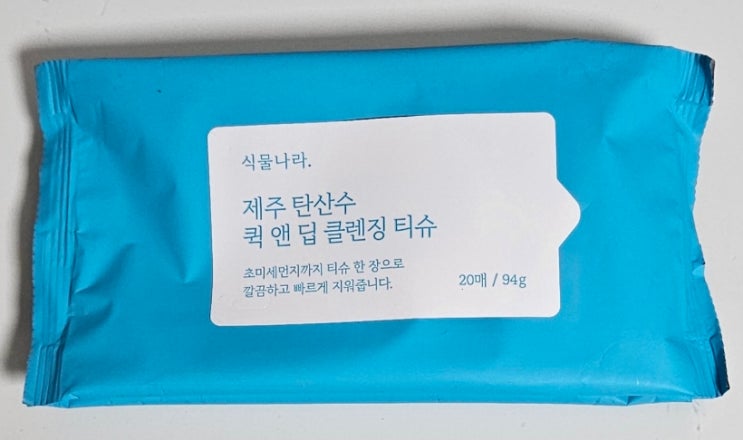 식물나라.
제주 탄산수
퀵 앤 딥 클렌징 티슈
초미세먼지까지 티슈 한 장으로
깔끔하고 빠르게 지워줍니다.
20매 / 94g